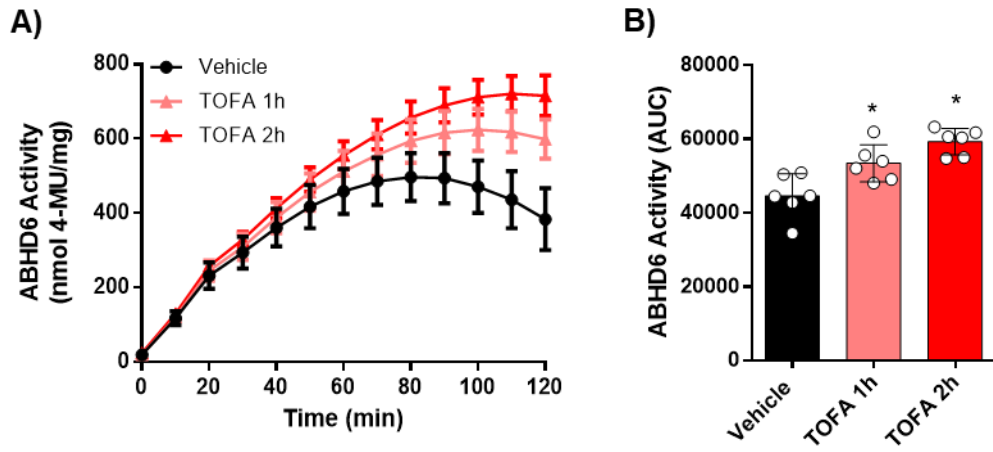 A)
Vehicle
TOFA 1h
TOFA 2h
ABHD6 Activity
(nmol 4-MU/mg)
800
600
400
200
0
0 20 40 60 80 100 120
Time (min)
B)
ABHD6 Activity (AUC)
80000
60000
40000
20000
0
* *
Vehicle
TOFA 1h
TOFA 2h